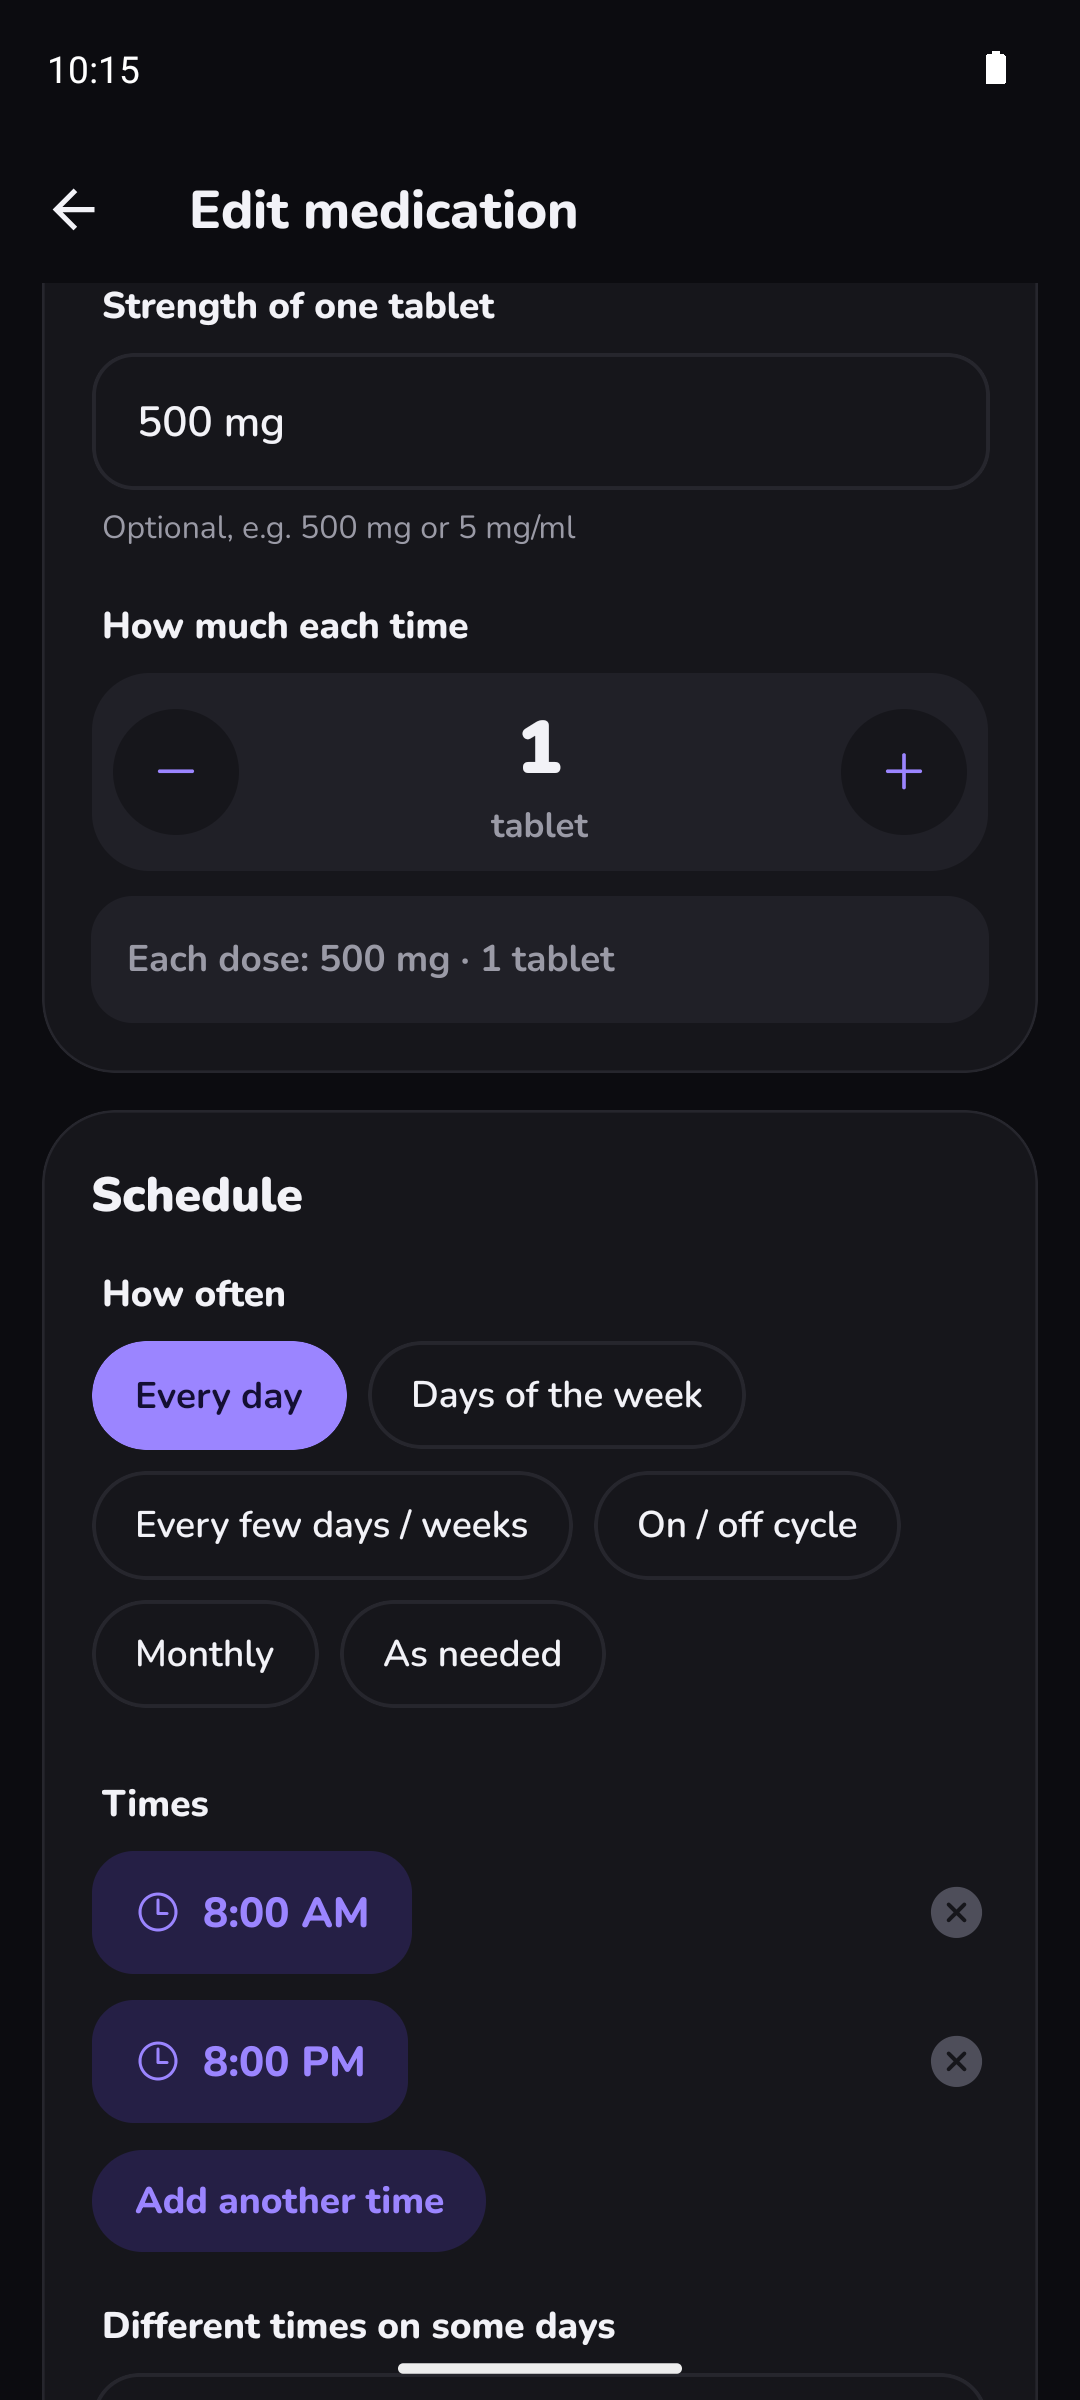 10:15
Edit medication
Strength of one tablet
500 mg
Optional, e.g. 500 mg or 5 mg/ml
How much each time
1
tablet
Each dose: 500 mg · 1 tablet
Schedule
How often
Every day
Days of the week
Every few days / weeks
On / off cycle
Monthly
As needed
Times
8:00 AM
8:00 PM
Add another time
Different times on some days